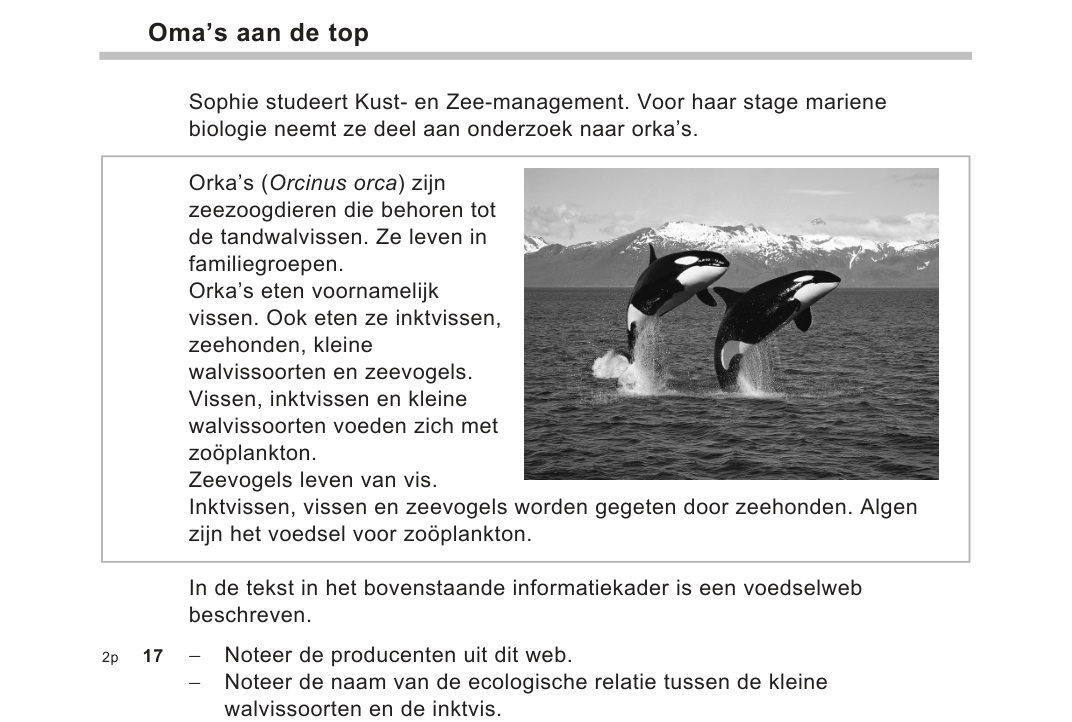 Oma’s aan de top
Sophie studeert Kust- en Zee-management. Voor haar stage mariene
biologie neemt ze deel aan onderzoek naar orka’s.
Orka’s (Orcinus orca) zijn
zeezoogdieren die behoren tot
de tandwalvissen. Ze leven in
familiegroepen.
Orka’s eten voornamelijk
vissen. Ook eten ze inktvissen,
zeehonden, kleine
walvissoorten en zeevogels.
Vissen, inktvissen en kleine
walvissoorten voeden zich met
zoöplankton.
Zeevogels leven van vis.
Inktvissen, vissen en zeevogels worden gegeten door zeehonden. Algen
zijn het voedsel voor zoöplankton.
In de tekst in het bovenstaande informatiekader is een voedselweb
beschreven.
2p 17 – Noteer de producenten uit dit web.
– Noteer de naam van de ecologische relatie tussen de kleine
walvissoorten en de inktvis.